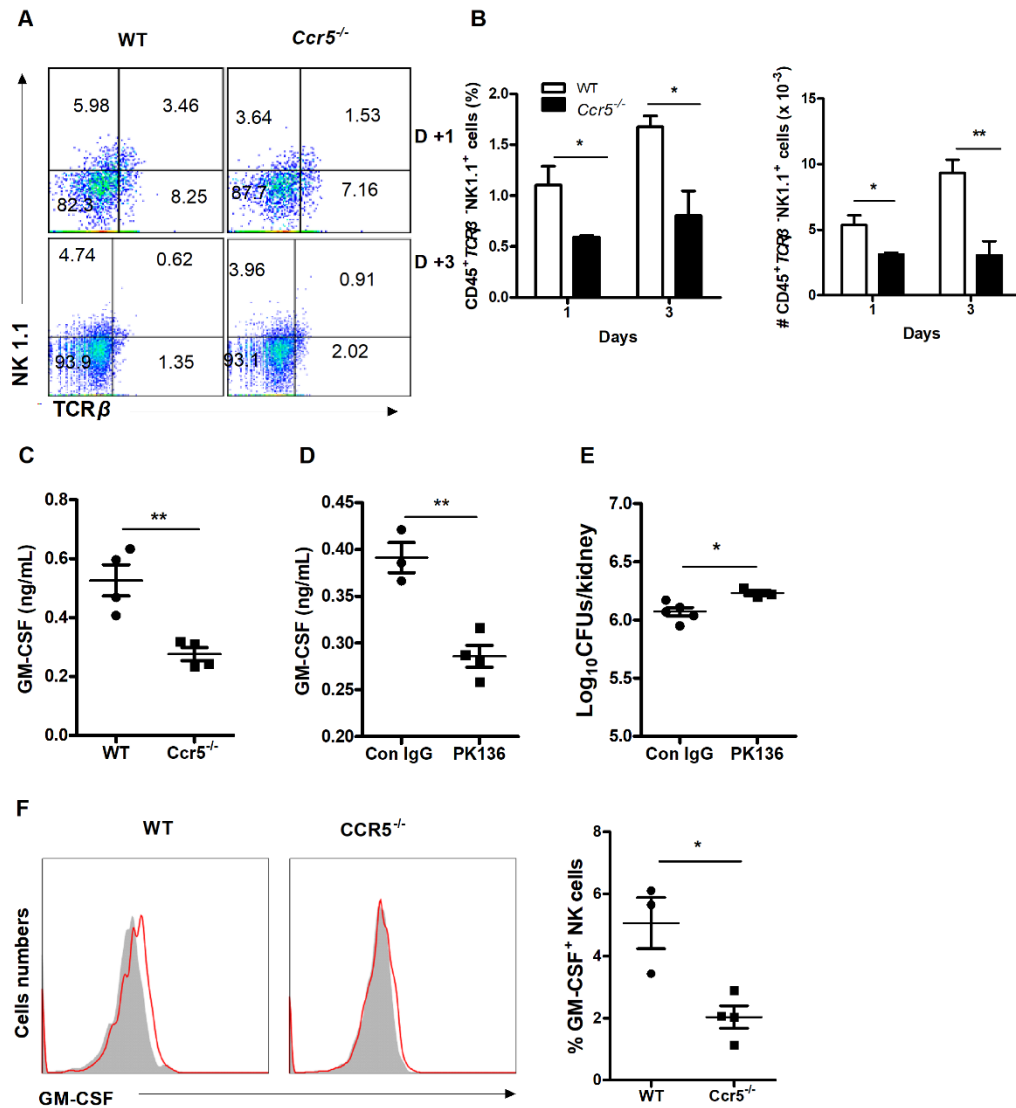 A
WT
Ccr5-/-
5.98 3.46
3.64 1.53
D +1
82.3 8.25
87.7 7.16
4.74 0.62
3.96 0.91
D +3
93.9 1.35
93.1 2.02
NK 1.1
TCRβ
B
WT
Ccr5-/-
CD45+TCRβ-NK1.1+ cells (%)
2.0
1.5
1.0
0.5
0.0
*
*
1 3
Days
# CD45+TCRβ-NK1.1+ cells (x 10-3)
15
10
5
0
*
**
1 3
Days
C
GM-CSF (ng/mL)
0.8
0.6
0.4
0.2
0.0
**
WT Ccr5-/-
D
GM-CSF (ng/mL)
0.45
0.40
0.35
0.30
0.25
0.20
**
Con IgG PK136
E
Log10CFUs/kidney
7.0
6.5
6.0
5.5
5.0
*
Con IgG PK136
F
WT
CCR5-/-
Cells numbers
GM-CSF
% GM-CSF+ NK cells
8
6
4
2
0
*
WT Ccr5-/-